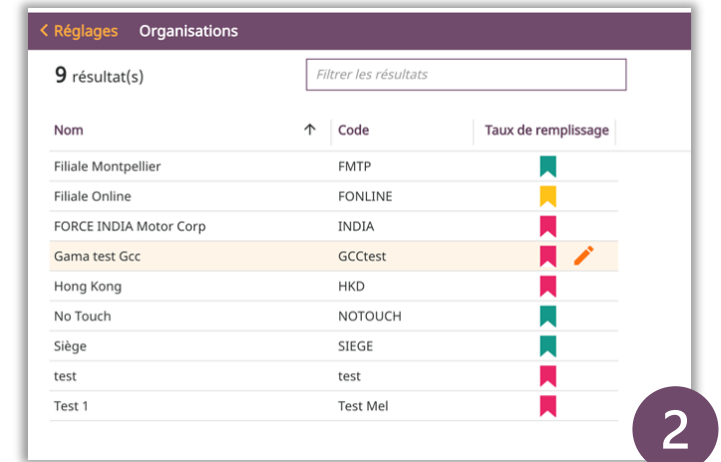 < Réglages Organisations
9 résultat(s) Filtrer les résultats
Nom ↑ Code Taux de remplissage
Filiale Montpellier FMTP
Filiale Online FONLINE
FORCE INDIA Motor Corp INDIA
Gama test Gcc GCCtest
Hong Kong HKD
No Touch NOTOUCH
Siège SIEGE
test test
Test 1 Test Mel
2